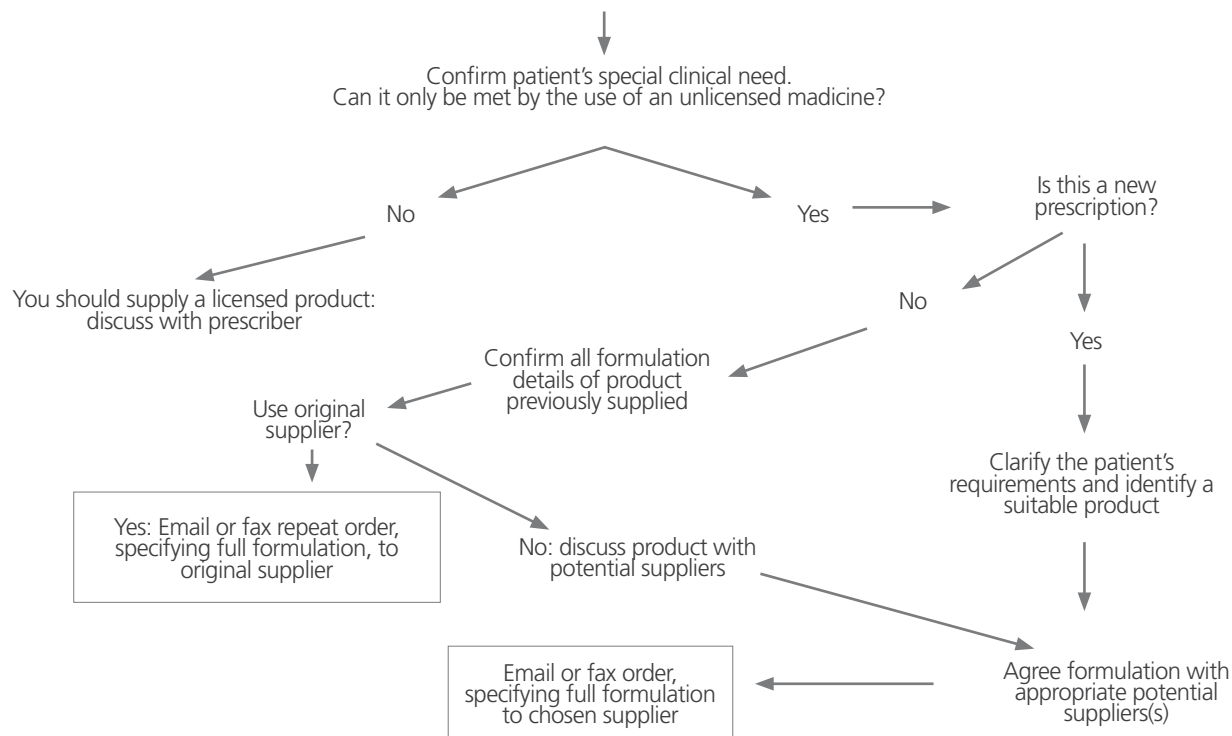 Confirm patient’s special clinical need.
Can it only be met by the use of an unlicensed madicine?
No
Yes
Is this a new
prescription?
You should supply a licensed product:
discuss with prescriber
No
Yes
Confirm all formulation
details of product
previously supplied
Use original
supplier?
Clarify the patient’s
requirements and identify a
suitable product
Yes: Email or fax repeat order,
specifying full formulation, to
original supplier
No: discuss product with
potential suppliers
Email or fax order,
specifying full formulation
to chosen supplier
Agree formulation with
appropriate potential
suppliers(s)